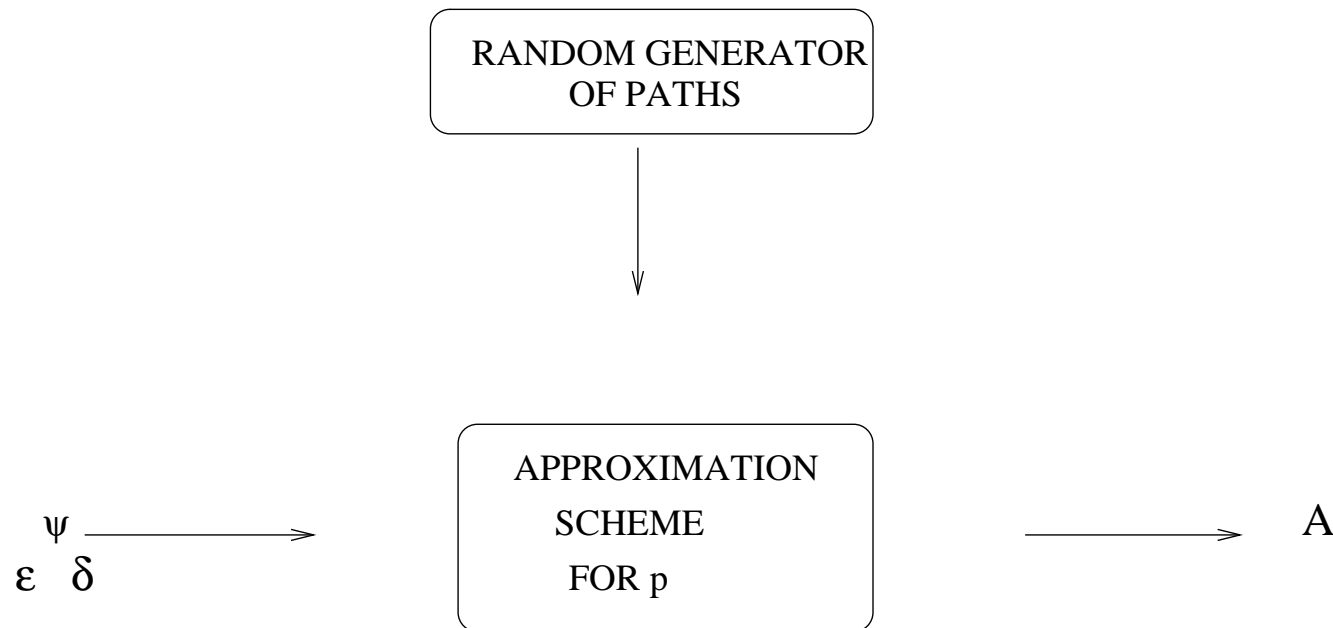 RANDOM GENERATOR
OF PATHS
APPROXIMATION
SCHEME
FOR p
ψ
ε δ
A